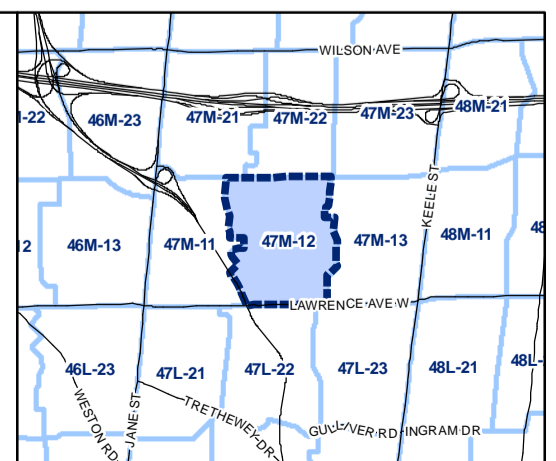 WILSON AVE
1-22
46M-23
47M-21
47M-22
47M-23
48M-21
KEELE ST
12
46M-13
47M-11
47M-12
47M-13
48M-11
48
LAWRENCE AVE W
46L-23
47L-21
47L-22
47L-23
48L-21
48L-
WESTON RD
JANE ST
TRETHEWEY DR
GULLIVER RD
INGRAM DR